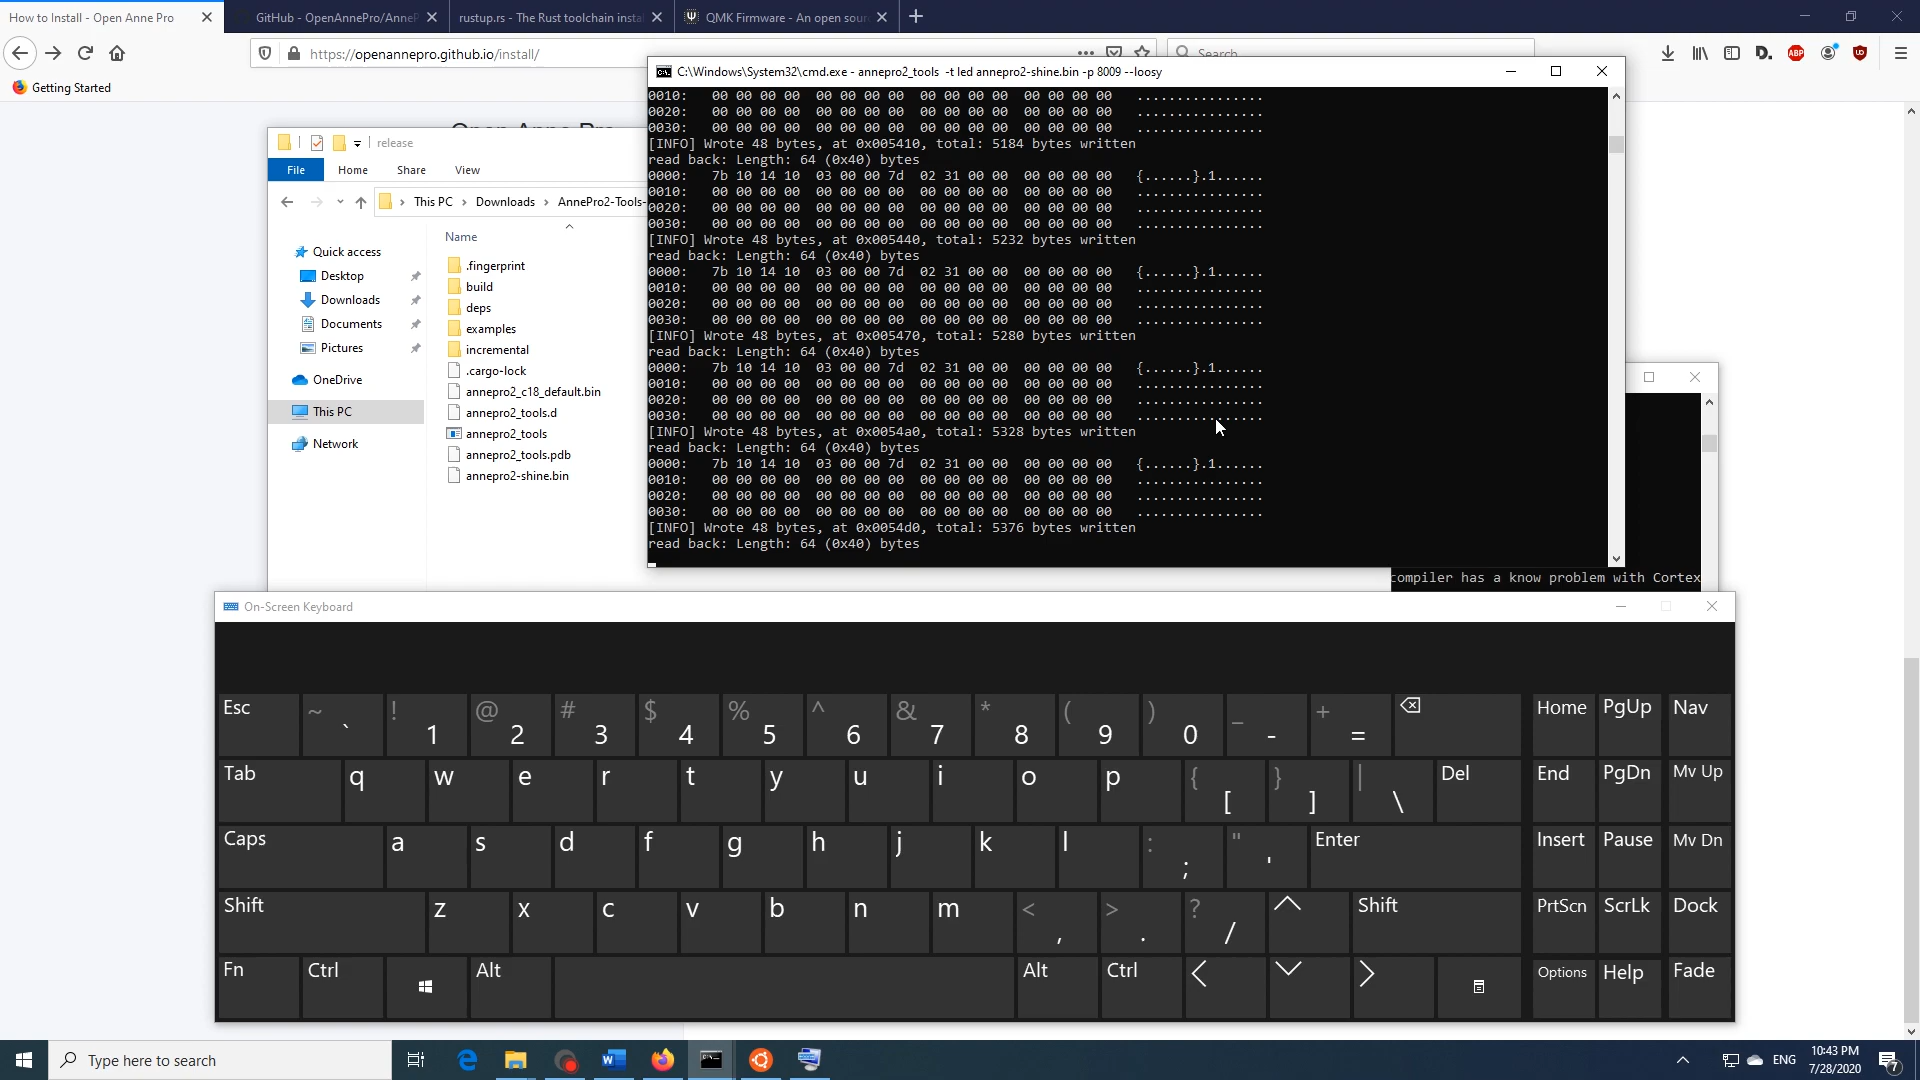 How to Install - Open Anne Pro
GitHub - OpenAnnePro/AnneP
rustup.rs - The Rust toolchain insta
QMK Firmware - An open sour
https://openannepro.github.io/install/
Search
Getting Started
C:\Windows\System32\cmd.exe - annepro2_tools -t led annepro2-shine.bin -p 8009 --loosy
0010: 00 00 00 00 00 00 00 00 00 00 00 00 00 00 00 00 ................
0020: 00 00 00 00 00 00 00 00 00 00 00 00 00 00 00 00 ................
0030: 00 00 00 00 00 00 00 00 00 00 00 00 00 00 00 00 ................
[INFO] Wrote 48 bytes, at 0x005410, total: 5184 bytes written
read back: Length: 64 (0x40) bytes
0000: 7b 10 14 10 03 00 00 7d 02 31 00 00 00 00 00 00 {......}.1......
0010: 00 00 00 00 00 00 00 00 00 00 00 00 00 00 00 00 ................
0020: 00 00 00 00 00 00 00 00 00 00 00 00 00 00 00 00 ................
0030: 00 00 00 00 00 00 00 00 00 00 00 00 00 00 00 00 ................
[INFO] Wrote 48 bytes, at 0x005440, total: 5232 bytes written
read back: Length: 64 (0x40) bytes
0000: 7b 10 14 10 03 00 00 7d 02 31 00 00 00 00 00 00 {......}.1......
0010: 00 00 00 00 00 00 00 00 00 00 00 00 00 00 00 00 ................
0020: 00 00 00 00 00 00 00 00 00 00 00 00 00 00 00 00 ................
0030: 00 00 00 00 00 00 00 00 00 00 00 00 00 00 00 00 ................
[INFO] Wrote 48 bytes, at 0x005470, total: 5280 bytes written
read back: Length: 64 (0x40) bytes
0000: 7b 10 14 10 03 00 00 7d 02 31 00 00 00 00 00 00 {......}.1......
0010: 00 00 00 00 00 00 00 00 00 00 00 00 00 00 00 00 ................
0020: 00 00 00 00 00 00 00 00 00 00 00 00 00 00 00 00 ................
0030: 00 00 00 00 00 00 00 00 00 00 00 00 00 00 00 00 ................
[INFO] Wrote 48 bytes, at 0x0054a0, total: 5328 bytes written
read back: Length: 64 (0x40) bytes
0000: 7b 10 14 10 03 00 00 7d 02 31 00 00 00 00 00 00 {......}.1......
0010: 00 00 00 00 00 00 00 00 00 00 00 00 00 00 00 00 ................
0020: 00 00 00 00 00 00 00 00 00 00 00 00 00 00 00 00 ................
0030: 00 00 00 00 00 00 00 00 00 00 00 00 00 00 00 00 ................
[INFO] Wrote 48 bytes, at 0x0054d0, total: 5376 bytes written
read back: Length: 64 (0x40) bytes
compiler has a know problem with Cortex
Open Anne Pro
release
File Home Share View
This PC > Downloads > AnnePro2-Tools-
Quick access
Desktop
Downloads
Documents
Pictures
OneDrive
This PC
Network
Name
.fingerprint
build
deps
examples
incremental
.cargo-lock
annepro2_c18_default.bin
annepro2_tools.d
annepro2_tools
annepro2_tools.pdb
annepro2-shine.bin
On-Screen Keyboard
Esc ~ ` ! 1 @ 2 # 3 $ 4 % 5 ^ 6 & 7 * 8 ( 9 ) 0 _ - + = Home PgUp Nav
Tab q w e r t y u i o p { [ } ] | \ Del End PgDn Mv Up
Caps a s d f g h j k l : ; " ' Enter Insert Pause Mv Dn
Shift z x c v b n m < , > . ? / Shift PrtScn ScrLk Dock
Fn Ctrl Alt Alt Ctrl Options Help Fade
Type here to search
ENG
10:43 PM
7/28/2020
7